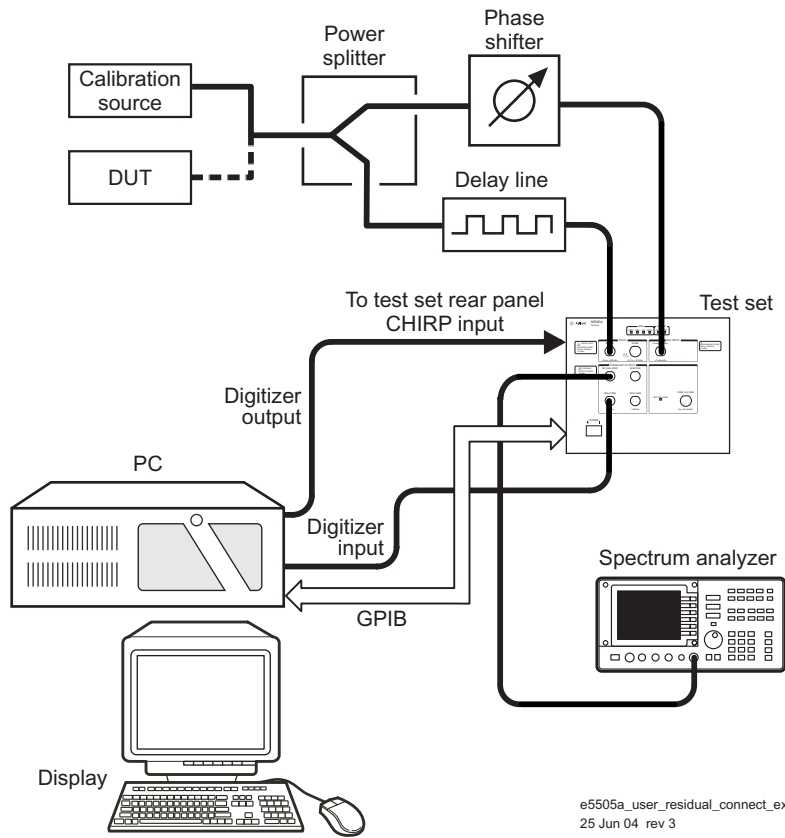 Power
splitter
Phase
shifter
Calibration
source
DUT
Delay line
To test set rear panel
CHIRP input
Test set
Digitizer
output
PC
Digitizer
input
GPIB
Spectrum analyzer
Display
e5505a_user_residual_connect_ex
25 Jun 04 rev 3